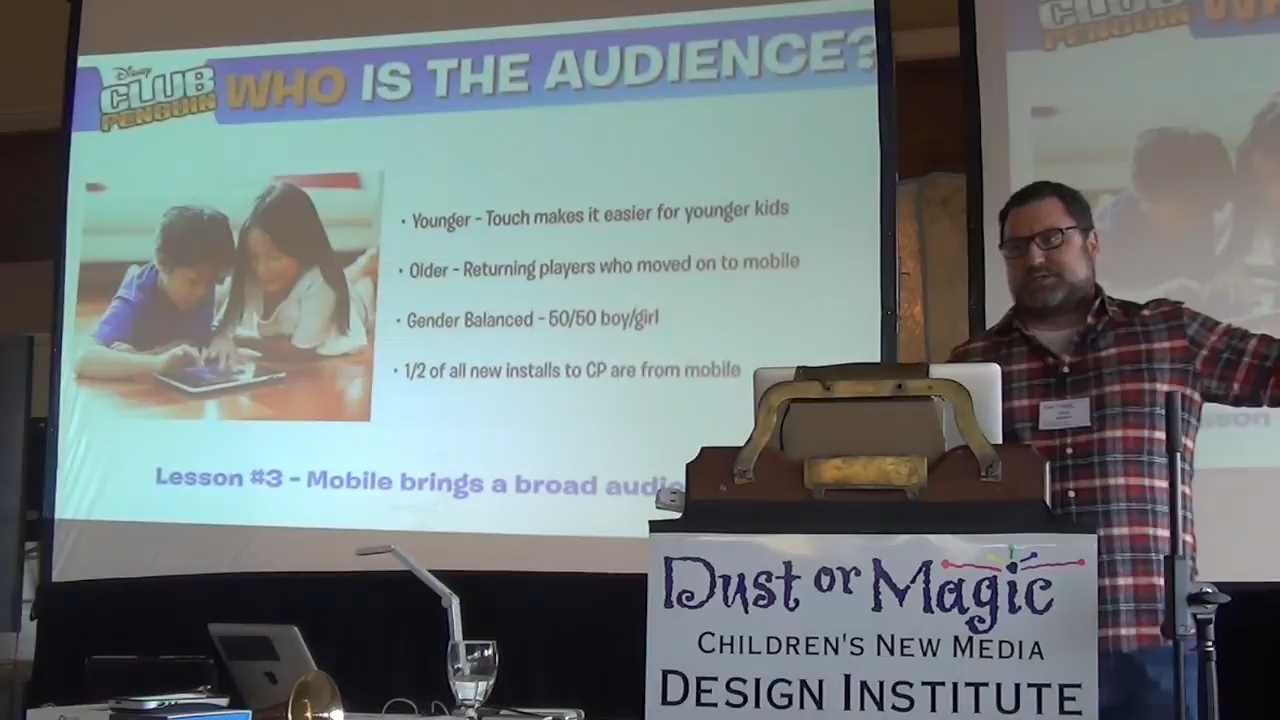 Disney
CLUB
PENGUIN
WHO IS THE AUDIENCE?
• Younger - Touch makes it easier for younger kids
• Older - Returning players who moved on to mobile
• Gender Balanced - 50/50 boy/girl
• 1/2 of all new installs to CP are from mobile
Lesson #3 - Mobile brings a broad audie
CLUB
PENGUIN
Dust or Magic
CHILDREN'S NEW MEDIA
DESIGN INSTITUTE